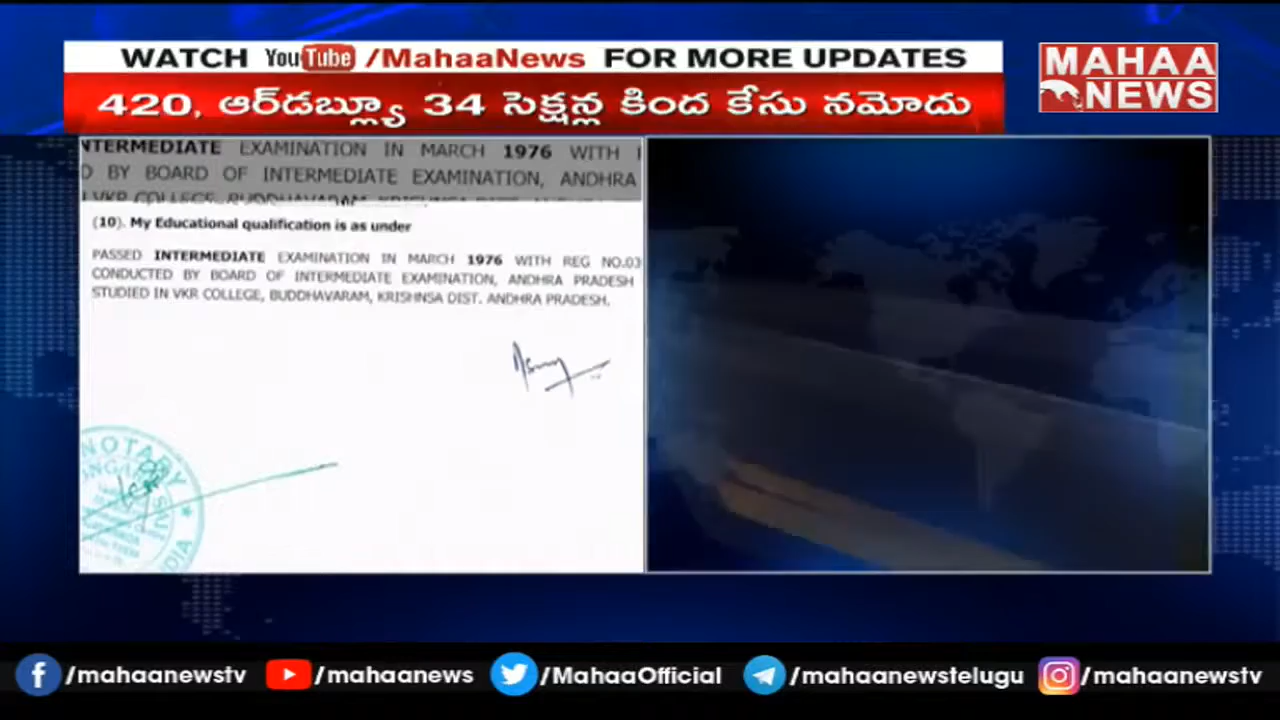 WATCH YouTube /MahaaNews FOR MORE UPDATES
MAHAA
NEWS
420, ఆర్‌డబ్ల్యూ 34 సెక్షన్ల కింద కేసు నమోదు
INTERMEDIATE EXAMINATION IN MARCH 1976 WITH
D BY BOARD OF INTERMEDIATE EXAMINATION, ANDHRA
VKR COLLEGE, BUDDHAVARAM, KRISHNSA DIST.
(10). My Educational qualification is as under
PASSED INTERMEDIATE EXAMINATION IN MARCH 1976 WITH REG NO.03
CONDUCTED BY BOARD OF INTERMEDIATE EXAMINATION, ANDHRA PRADESH
STUDIED IN VKR COLLEGE, BUDDHAVARAM, KRISHNSA DIST. ANDHRA PRADESH.
NOTARY
/mahaanewstv /mahaanews /MahaaOfficial /mahaanewstelugu /mahaanewstv